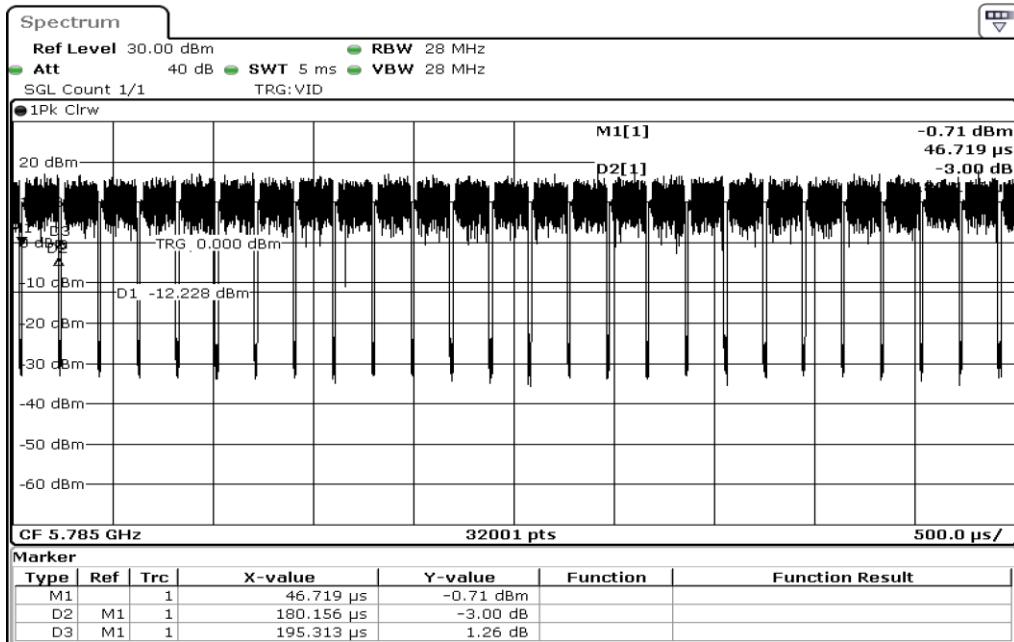 Spectrum
Ref Level 30.00 dBm RBW 28 MHz
Att 40 dB SWT 5 ms VBW 28 MHz
SGL Count 1/1 TRG:VID
1Pk Clrw
M1[1] -0.71 dBm
46.719 µs
20 dBm D2[1] -3.00 dB
D3
0 dBm D2 TRG 0.000 dBm
-10 dBm
D1 -12.228 dBm
-20 dBm
-30 dBm
-40 dBm
-50 dBm
-60 dBm
CF 5.785 GHz 32001 pts 500.0 µs/
Marker
Type Ref Trc X-value Y-value Function Function Result
M1 1 46.719 µs -0.71 dBm
D2 M1 1 180.156 µs -3.00 dB
D3 M1 1 195.313 µs 1.26 dB